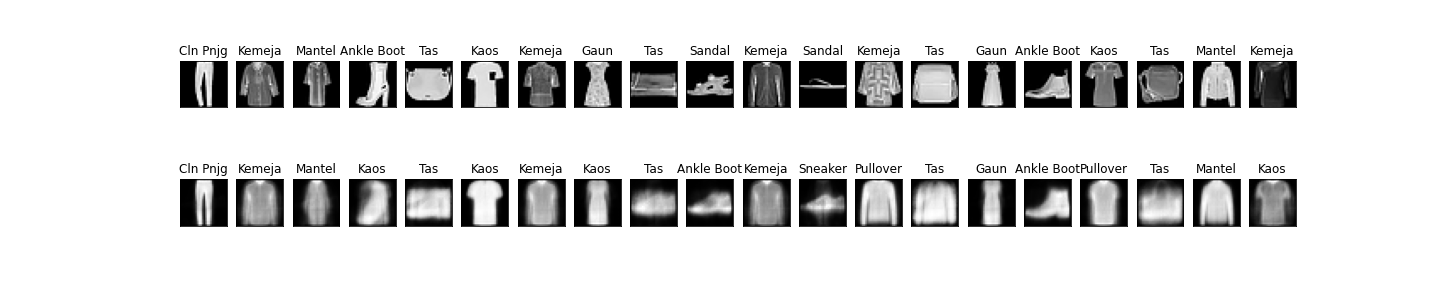 Cln Pnjg Kemeja Mantel Ankle Boot Tas Kaos Kemeja Gaun Tas Sandal Kemeja Sandal Kemeja Tas Gaun Ankle Boot Kaos Tas Mantel Kemeja
Cln Pnjg Kemeja Mantel Kaos Tas Kaos Kemeja Kaos Tas Ankle Boot Kemeja Sneaker Pullover Tas Gaun Ankle Boot Pullover Tas Mantel Kaos